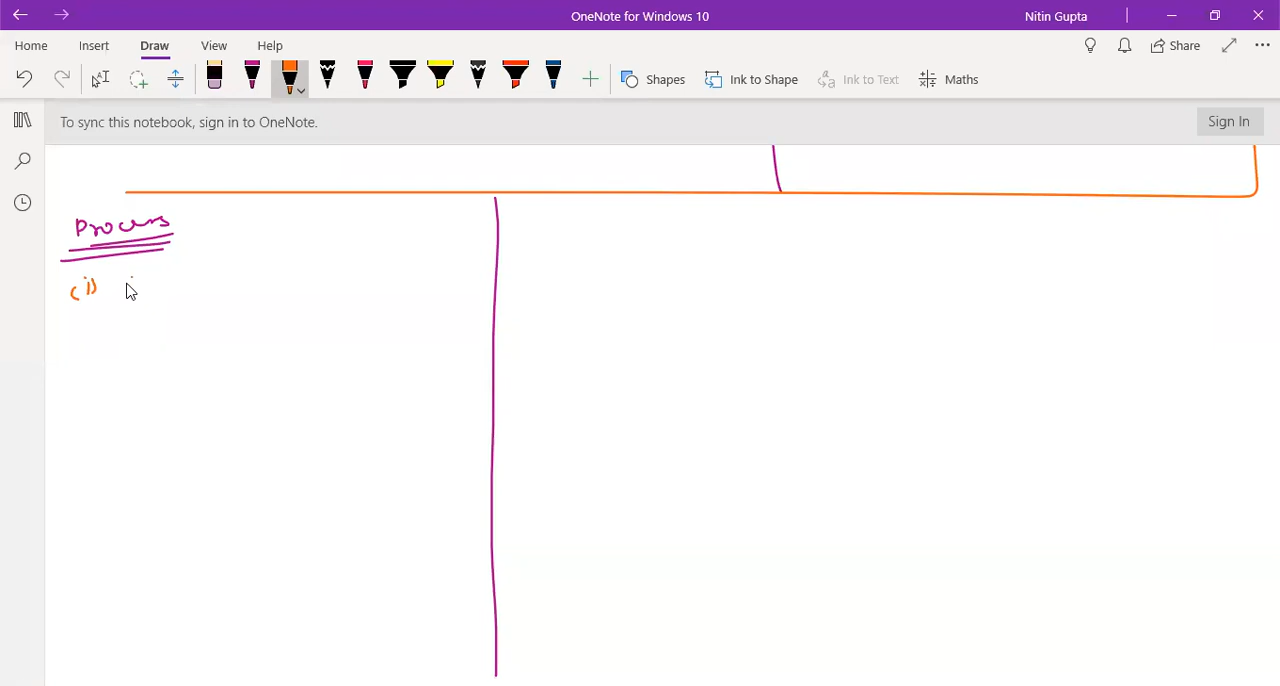 OneNote for Windows 10
Nitin Gupta
Home Insert Draw View Help
Share
Shapes Ink to Shape Ink to Text Maths
To sync this notebook, sign in to OneNote.
Sign In
Process
(i)